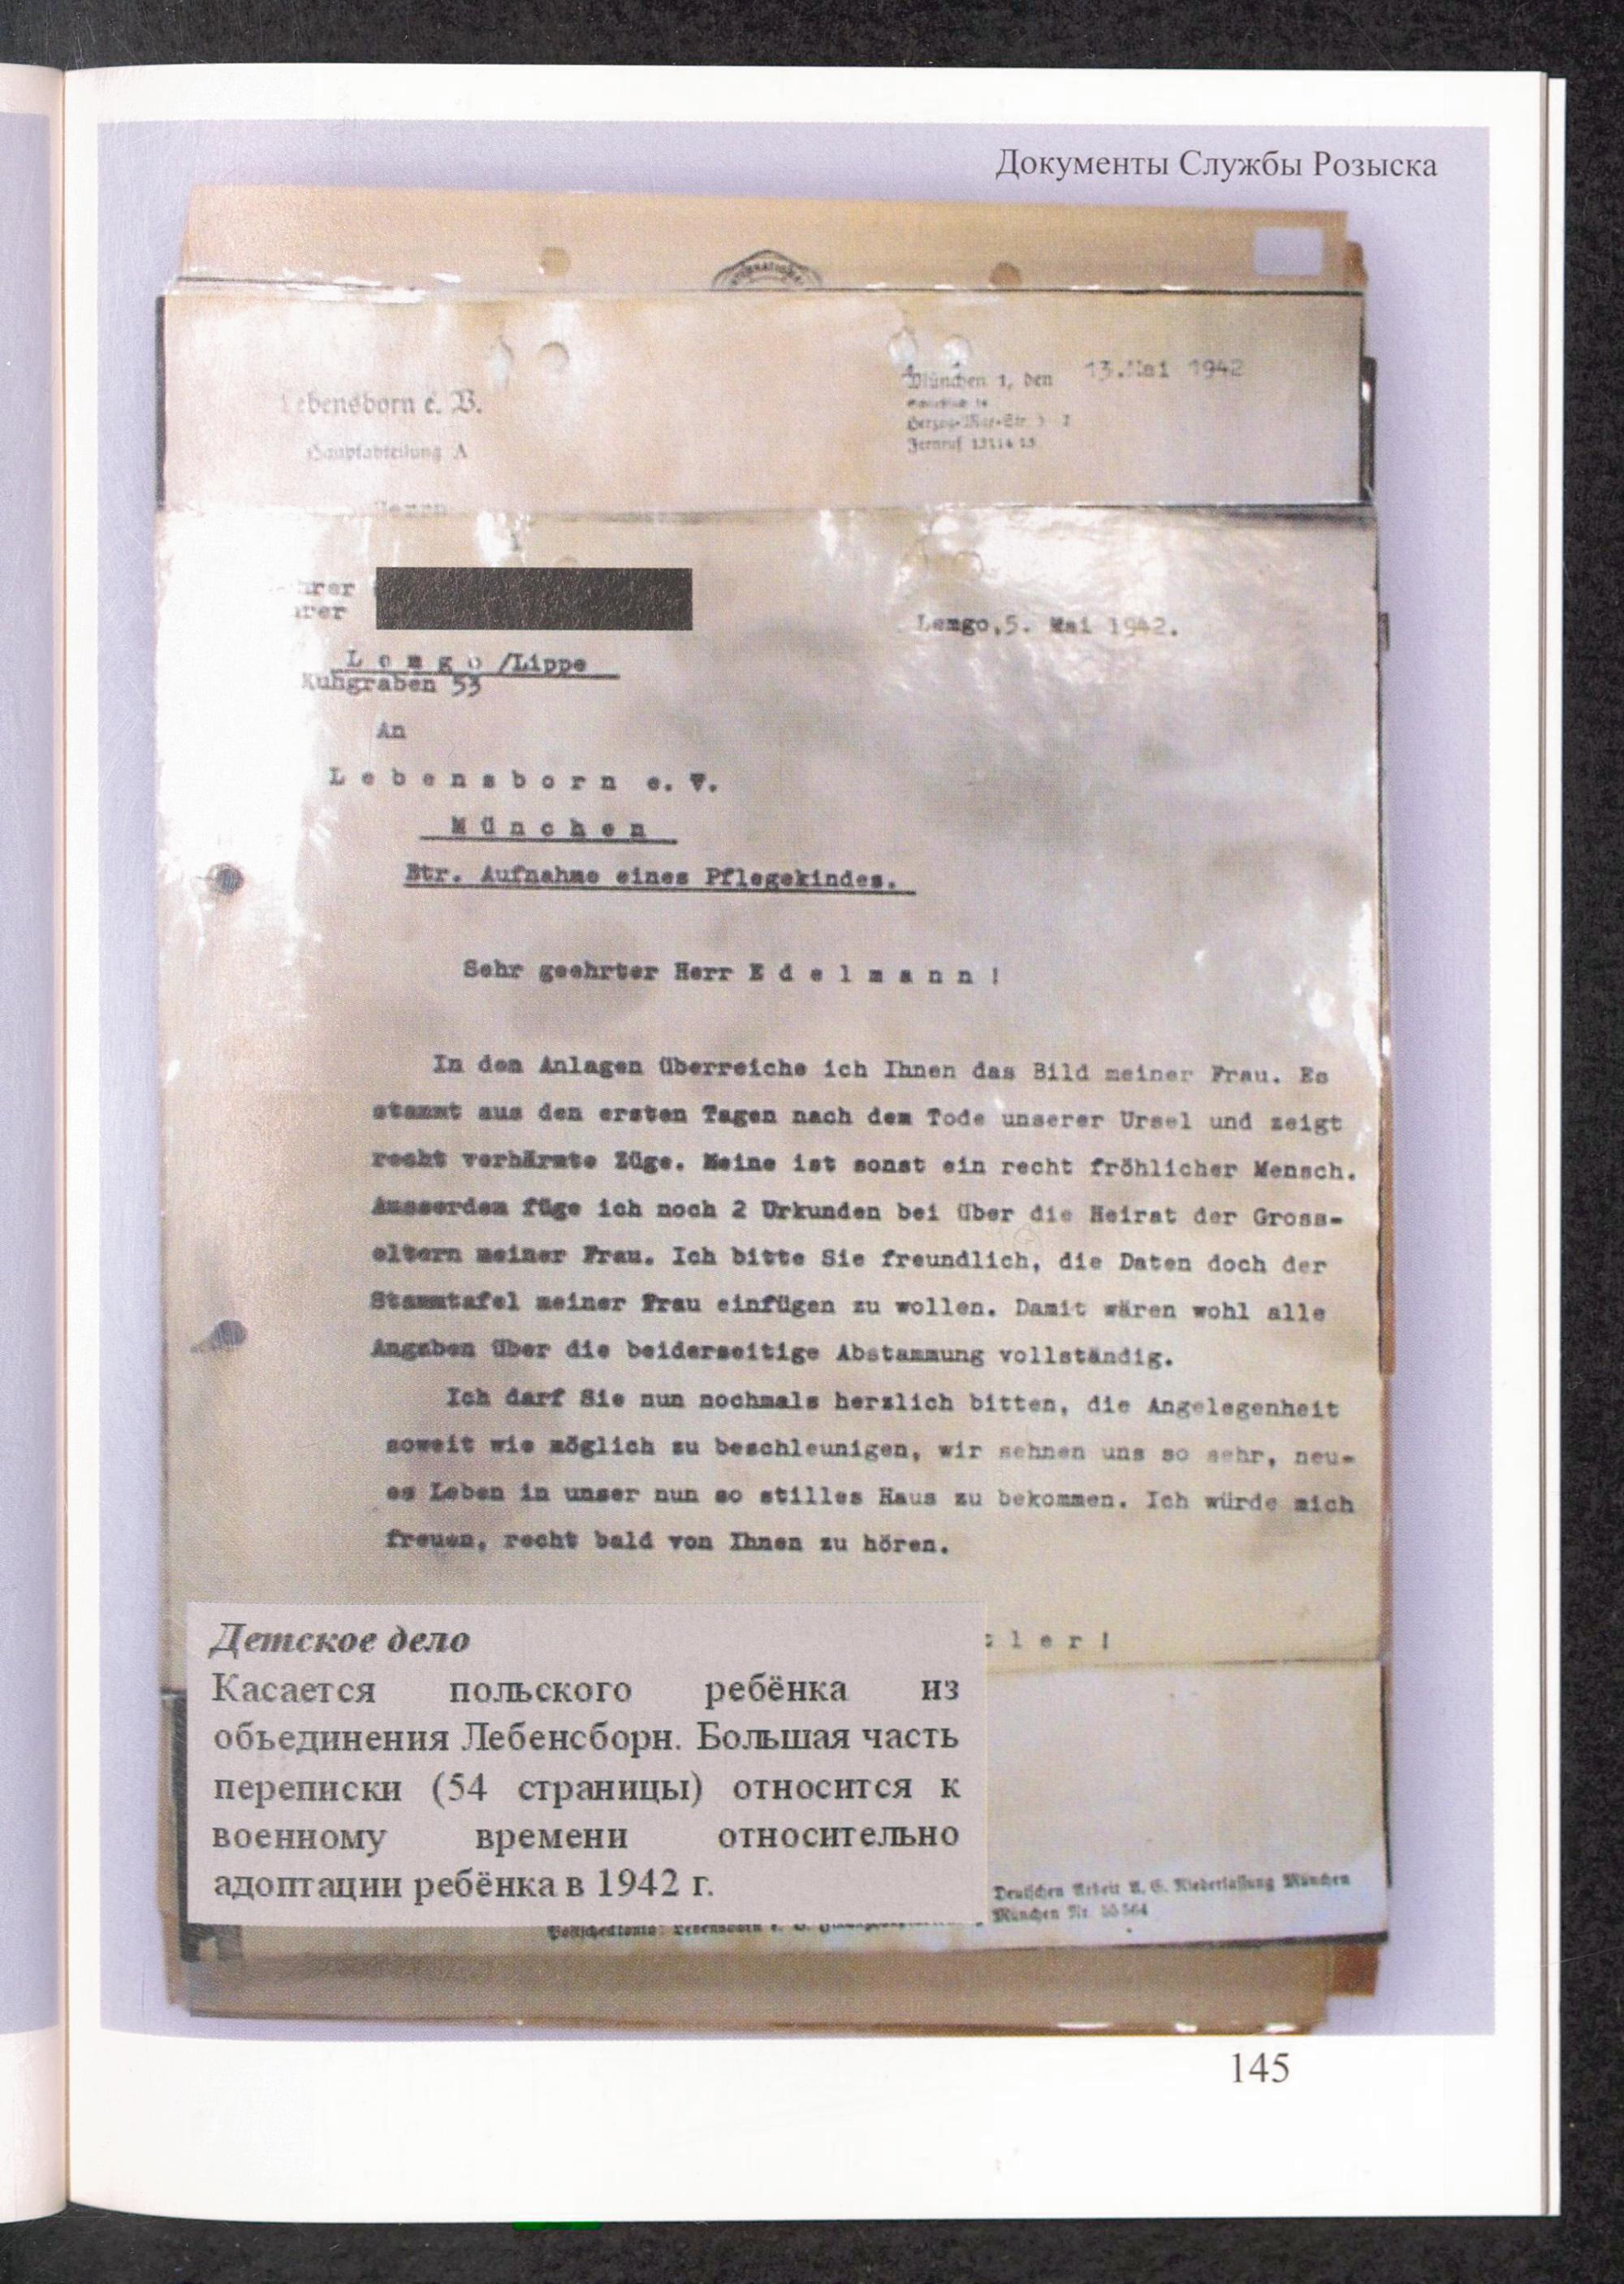 Документы Службы Розыска
Lebensborn e. V.
Hauptabteilung A
München 1, den 13.Mai 1942
Lemgo,5. Mai 1942.
L e m g o /Lippe
Kuhgraben 53
An
L e b e n s b o r n e. V.
M ü n c h e n
Btr. Aufnahme eines Pflegekindes.
Sehr geehrter Herr E d e l m a n n !
In den Anlagen überreiche ich Ihnen das Bild meiner Frau. Es
stammt aus den ersten Tagen nach dem Tode unserer Ursel und zeigt
recht verhärmte Züge. Meine ist sonst ein recht fröhlicher Mensch.
Ausserdem füge ich noch 2 Urkunden bei über die Heirat der Gross-
eltern meiner Frau. Ich bitte Sie freundlich, die Daten doch der
Stammtafel meiner Frau einfügen zu wollen. Damit wären wohl alle
Angaben über die beiderseitige Abstammung vollständig.
Ich darf Sie nun nochmals herzlich bitten, die Angelegenheit
soweit wie möglich zu beschleunigen, wir sehnen uns so sehr, neu-
es Leben in unser nun so stilles Haus zu bekommen. Ich würde mich
freuen, recht bald von Ihnen zu hören.
l e r !
Детское дело
Касается польского ребёнка из
обьединения Лебенсборн. Большая часть
переписки (54 страницы) относится к
военному времени относительно
адоптации ребёнка в 1942 г.
Deutschen Arbeit A. G. Niederlassung München
München Nr.
145